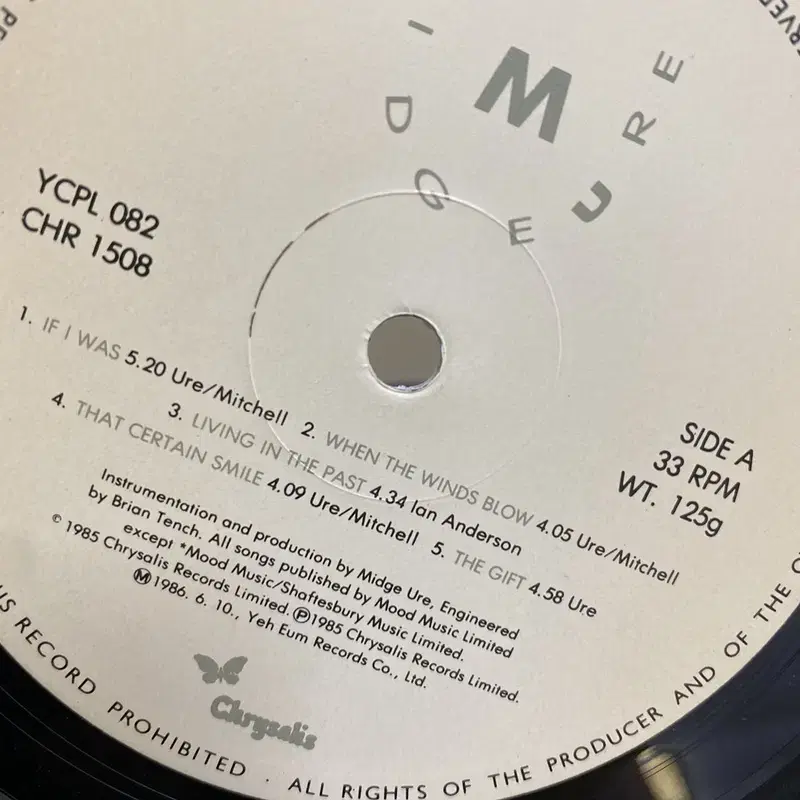 MIDGE URE
YCPL 082
CHR 1508
SIDE A
33 RPM
WT. 125g
1. IF I WAS 5.20 Ure/Mitchell 2. WHEN THE WINDS BLOW 4.05 Ure/Mitchell
3. LIVING IN THE PAST 4.34 Ian Anderson
4. THAT CERTAIN SMILE 4.09 Ure/Mitchell 5. THE GIFT 4.58 Ure
Instrumentation and production by Midge Ure, Engineered
by Brian Tench. All songs published by Mood Music Limited
except *Mood Music/Shaftesbury Music Limited.
© 1985 Chrysalis Records Limited. Ⓟ1985 Chrysalis Records Limited.
Ⓜ1986. 6. 10., Yeh Eum Records Co., Ltd.
Chrysalis
RECORD PROHIBITED · ALL RIGHTS OF THE PRODUCER AND OF THE